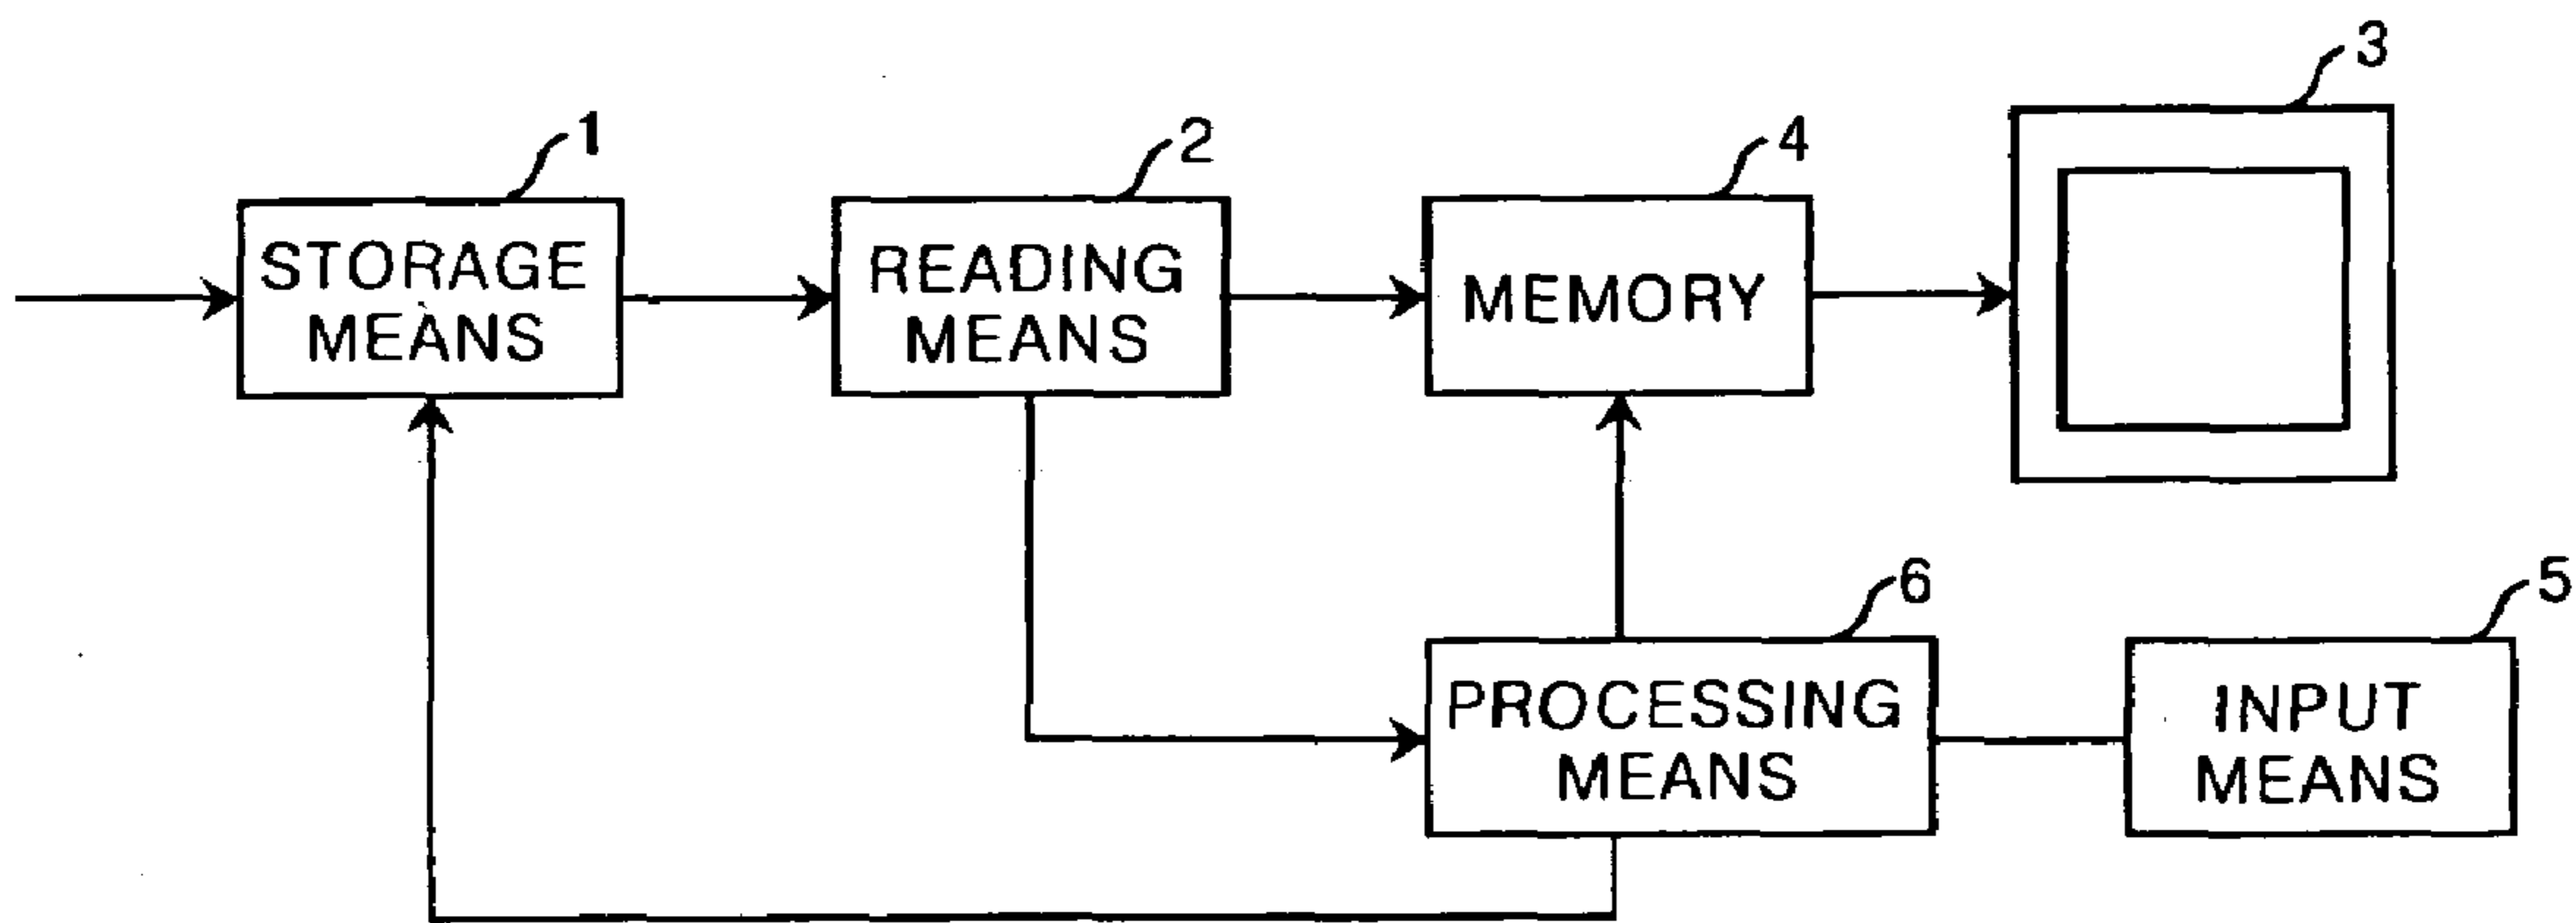 3
1
2
4
STORAGE
MEANS
READING
MEANS
MEMORY
6
5
PROCESSING
MEANS
INPUT
MEANS